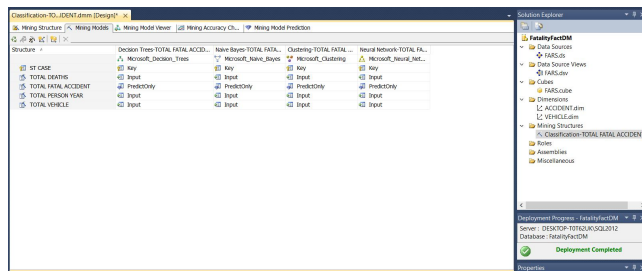 Classification-TO...IDENT.dmm [Design]*
Mining Structure Mining Models Mining Model Viewer Mining Accuracy Ch... Mining Model Prediction
Structure Decision Trees-TOTAL FATAL ACCID... Naive Bayes-TOTAL FATA... Clustering-TOTAL FATAL ... Neural Network-TOTAL FA...
Microsoft_Decision_Trees Microsoft_Naive_Bayes Microsoft_Clustering Microsoft_Neural_Net...
ST CASE Key Key Key Key
TOTAL DEATHS Input Input Input Input
TOTAL FATAL ACCIDENT PredictOnly PredictOnly PredictOnly PredictOnly
TOTAL PERSON YEAR Input Input Input Input
TOTAL VEHICLE Input Input Input Input
Solution Explorer
FatalityFactDM
Data Sources
FARS.ds
Data Source Views
FARS.dsv
Cubes
FARS.cube
Dimensions
ACCIDENT.dim
VEHICLE.dim
Mining Structures
Classification-TOTAL FATAL ACCIDENT
Roles
Assemblies
Miscellaneous
Deployment Progress - FatalityFactDM
Server : DESKTOP-T0T62UK\SQL2012
Database : FatalityFactDM
Deployment Completed
Properties